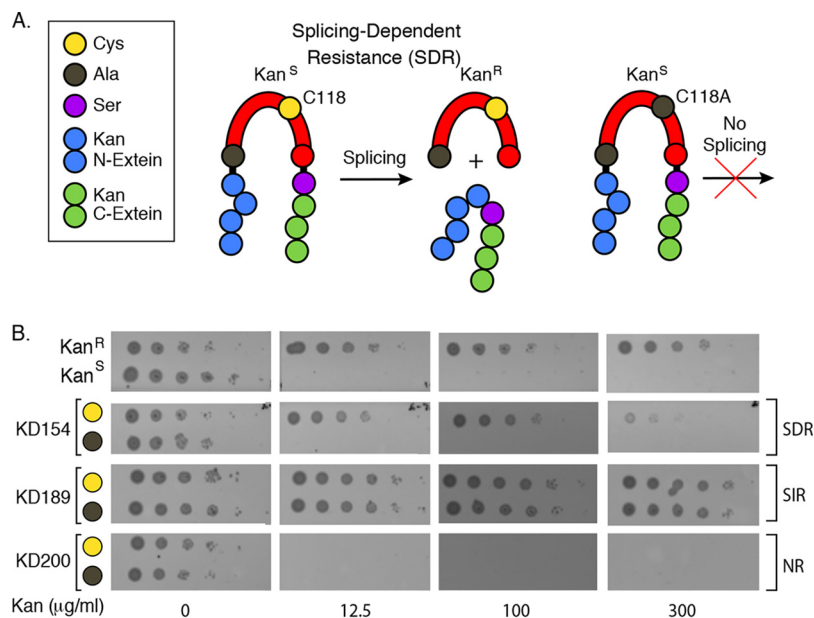 A.
Cys
Ala
Ser
Kan
N-Extein
Kan
C-Extein
Splicing-Dependent
Resistance (SDR)
Kan S
C118
Splicing
Kan R
+
Kan S
C118A
No
Splicing
B.
Kan R
Kan S
KD154
SDR
KD189
SIR
KD200
NR
Kan (µg/ml)
0
12.5
100
300